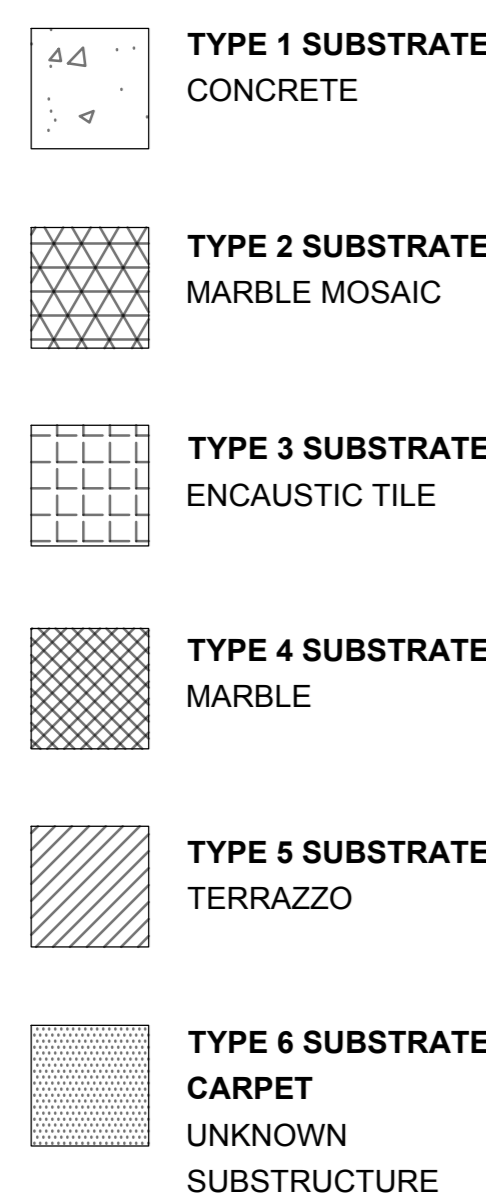 TYPE 1 SUBSTRATE
CONCRETE
TYPE 2 SUBSTRATE
MARBLE MOSAIC
TYPE 3 SUBSTRATE
ENCAUSTIC TILE
TYPE 4 SUBSTRATE
MARBLE
TYPE 5 SUBSTRATE
TERRAZZO
TYPE 6 SUBSTRATE
CARPET
UNKNOWN
SUBSTRUCTURE